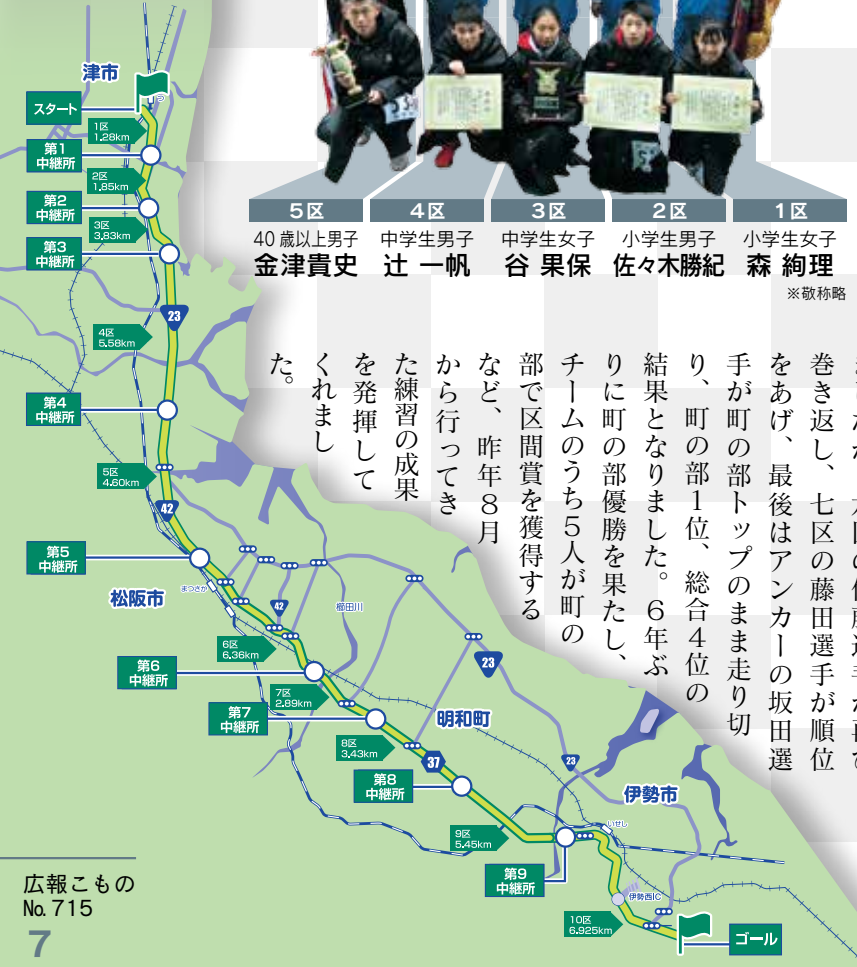 5区
40歳以上男子
金津貴史
4区
中学生男子
辻 一帆
3区
中学生女子
谷 果保
2区
小学生男子
佐々木勝紀
1区
小学生女子
森 絢理
※敬称略
巻き返し、七区の藤田選手が順位
をあげ、最後はアンカーの坂田選
手が町の部トップのまま走り切
り、町の部1位、総合4位の
結果となりました。6年ぶ
りに町の部優勝を果たし、
チームのうち5人が町の
部で区間賞を獲得する
など、昨年8月
から行ってき
た練習の成果
を発揮して
くれまし
た。
津市
スタート
つ
1区
1.28km
第1
中継所
2区
1.85km
第2
中継所
3区
3.83km
第3
中継所
23
4区
5.58km
第4
中継所
5区
4.60km
42
第5
中継所
まつさか
松阪市
42
櫛田川
6区
6.36km
23
第6
中継所
7区
2.89km
第7
中継所
明和町
8区
3.43km
37
23
第8
中継所
伊勢市
9区
5.45km
いせし
第9
中継所
伊勢西IC
10区
6.925km
ゴール
広報こもの
No.715
7